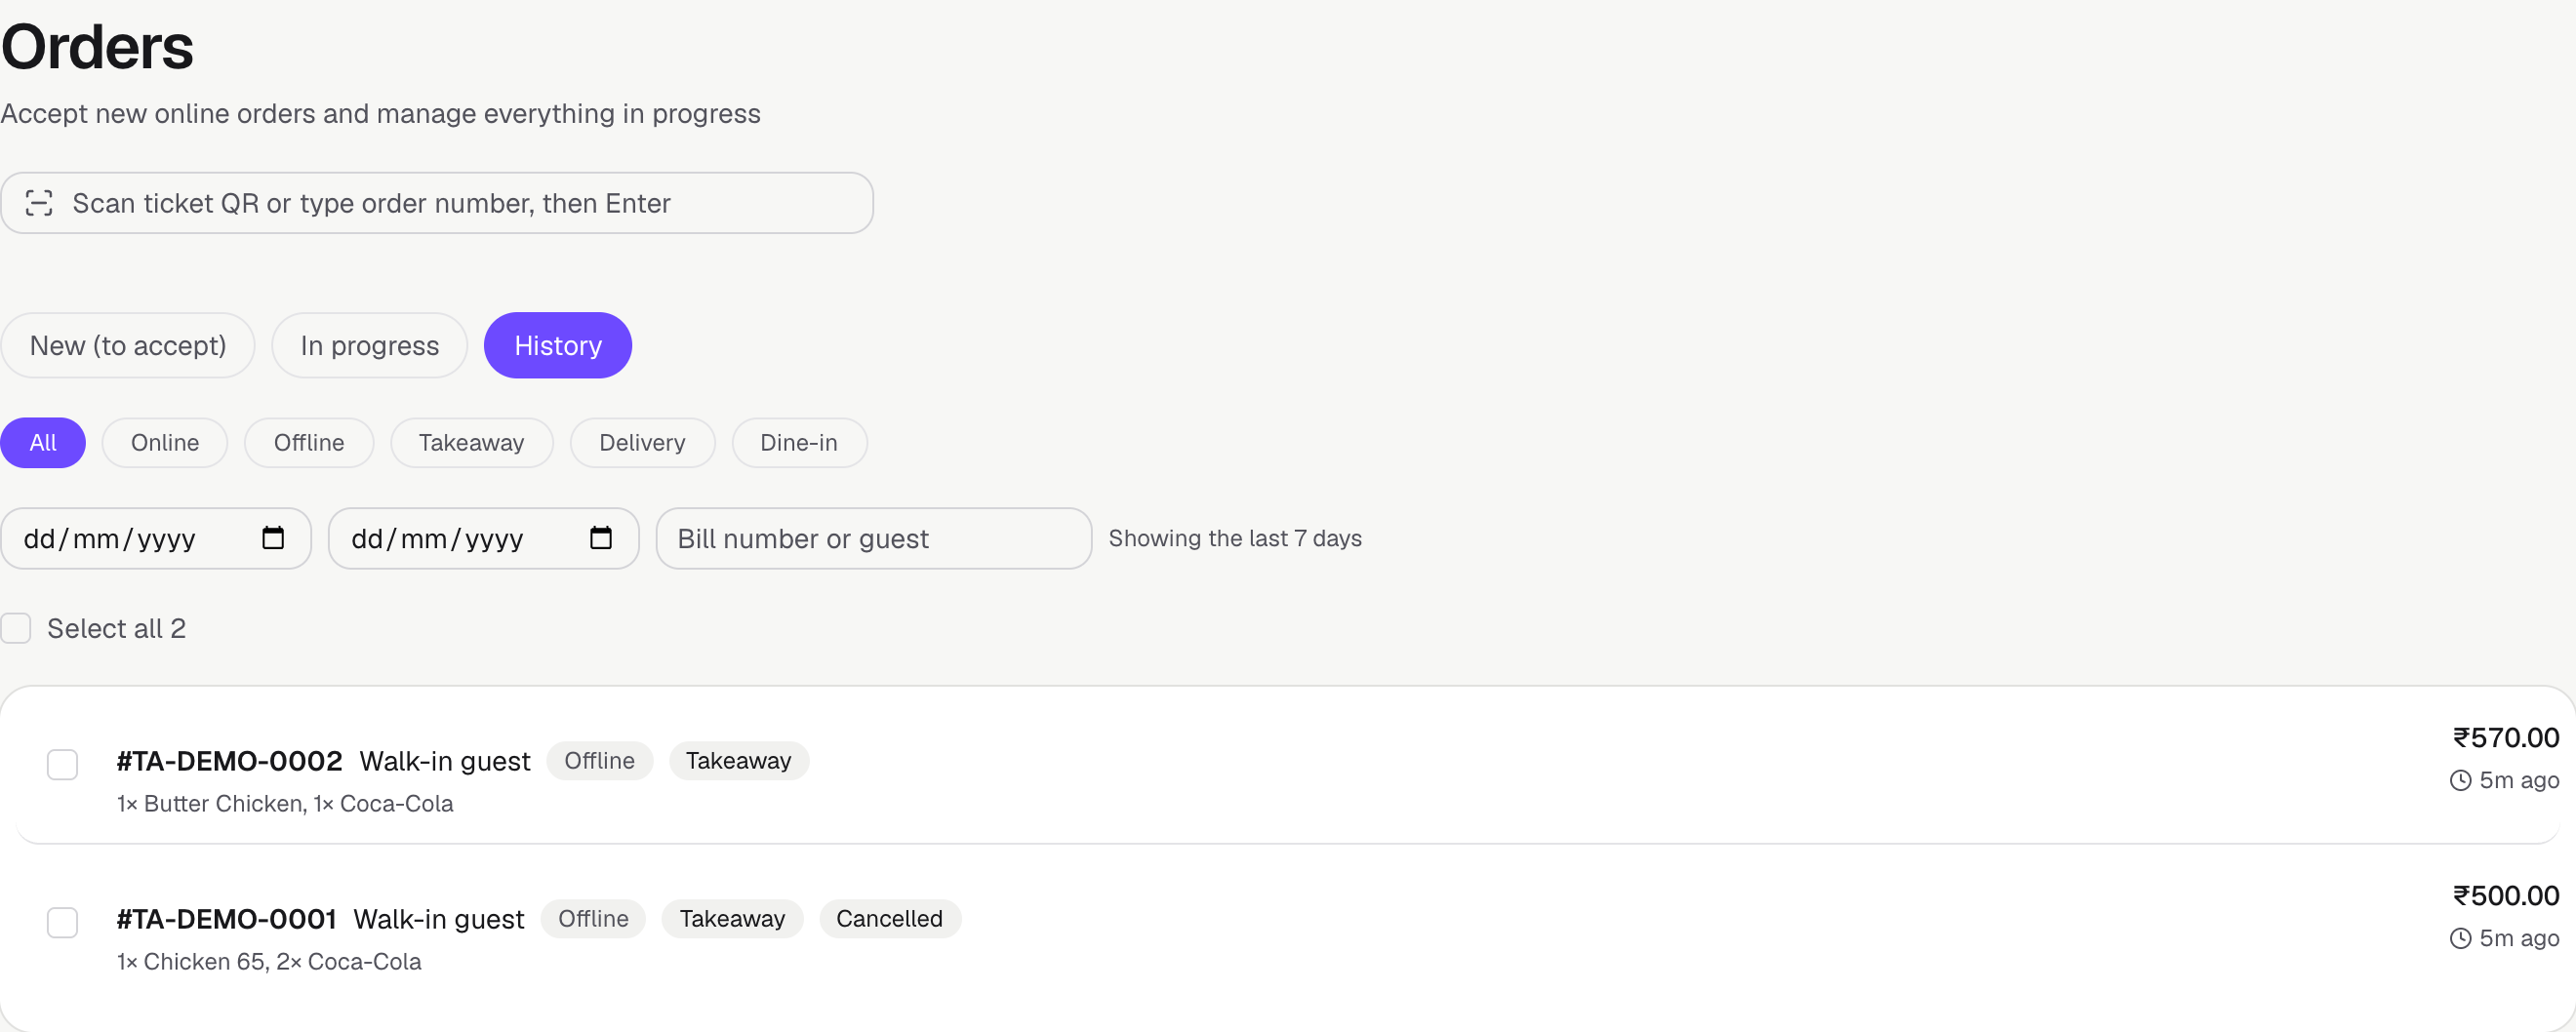 Orders
Accept new online orders and manage everything in progress
Scan ticket QR or type order number, then Enter
New (to accept) In progress History
All Online Offline Takeaway Delivery Dine-in
dd/mm/yyyy dd/mm/yyyy Bill number or guest Showing the last 7 days
Select all 2
#TA-DEMO-0002 Walk-in guest Offline Takeaway ₹570.00
1× Butter Chicken, 1× Coca-Cola 5m ago
#TA-DEMO-0001 Walk-in guest Offline Takeaway Cancelled ₹500.00
1× Chicken 65, 2× Coca-Cola 5m ago